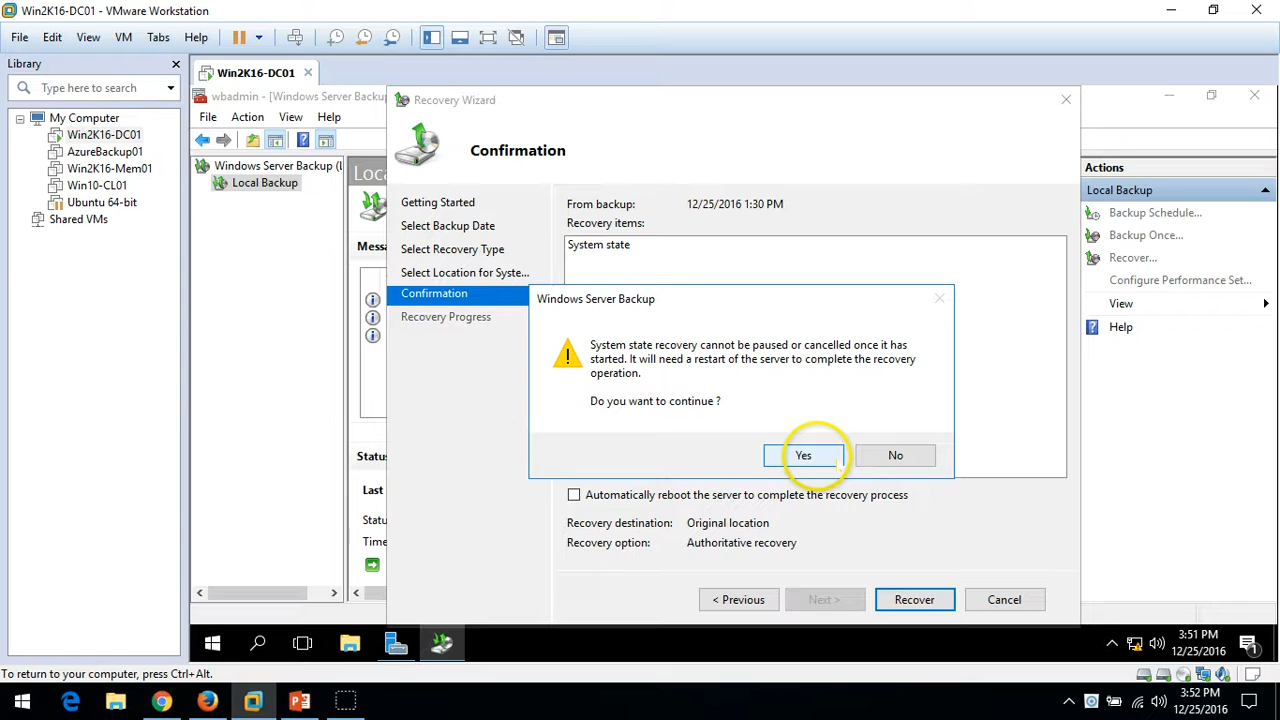 Win2K16-DC01 - VMware Workstation
File Edit View VM Tabs Help
Library
Type here to search
My Computer
Win2K16-DC01
AzureBackup01
Win2K16-Mem01
Win10-CL01
Ubuntu 64-bit
Shared VMs
Win2K16-DC01
wbadmin - [Windows Server Backup
File Action View Help
Windows Server Backup (L
Local Backup
Loca
Messa
Status
Last
Statu
Time
Recovery Wizard
Confirmation
Getting Started
Select Backup Date
Select Recovery Type
Select Location for Syste...
Confirmation
Recovery Progress
From backup: 12/25/2016 1:30 PM
Recovery items:
System state
Windows Server Backup
System state recovery cannot be paused or cancelled once it has
started. It will need a restart of the server to complete the recovery
operation.
Do you want to continue ?
Yes No
Automatically reboot the server to complete the recovery process
Recovery destination: Original location
Recovery option: Authoritative recovery
< Previous Next > Recover Cancel
Actions
Local Backup
Backup Schedule...
Backup Once...
Recover...
Configure Performance Set...
View
Help
3:51 PM
12/25/2016
1
To return to your computer, press Ctrl+Alt.
3:52 PM
12/25/2016